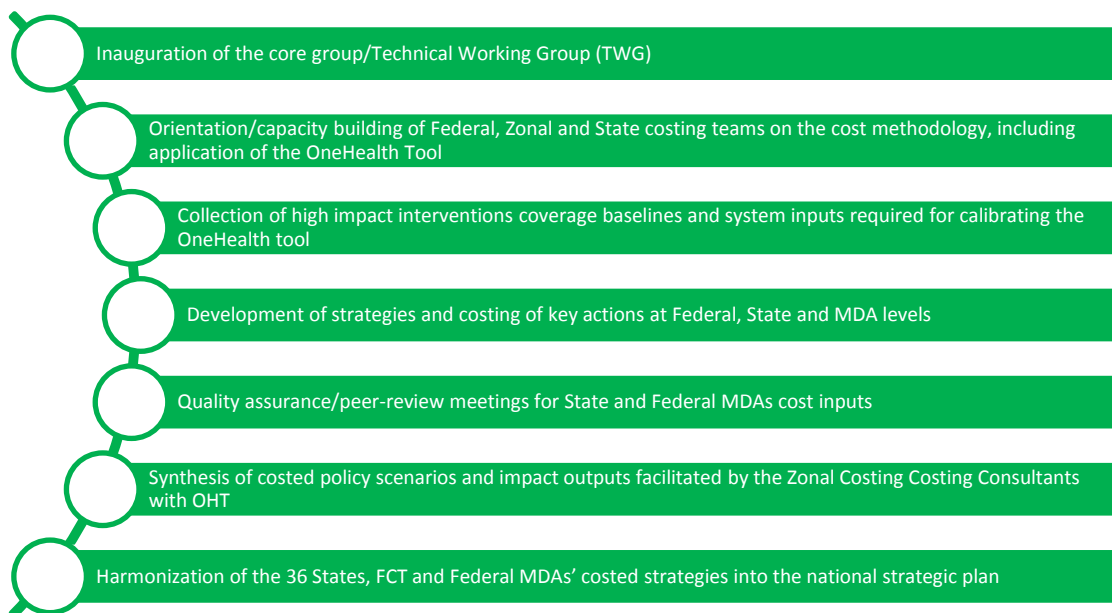 Inauguration of the core group/Technical Working Group (TWG)
Orientation/capacity building of Federal, Zonal and State costing teams on the cost methodology, including
application of the OneHealth Tool
Collection of high impact interventions coverage baselines and system inputs required for calibrating the
OneHealth tool
Development of strategies and costing of key actions at Federal, State and MDA levels
Quality assurance/peer-review meetings for State and Federal MDAs cost inputs
Synthesis of costed policy scenarios and impact outputs facilitated by the Zonal Costing Costing Consultants
with OHT
Harmonization of the 36 States, FCT and Federal MDAs’ costed strategies into the national strategic plan